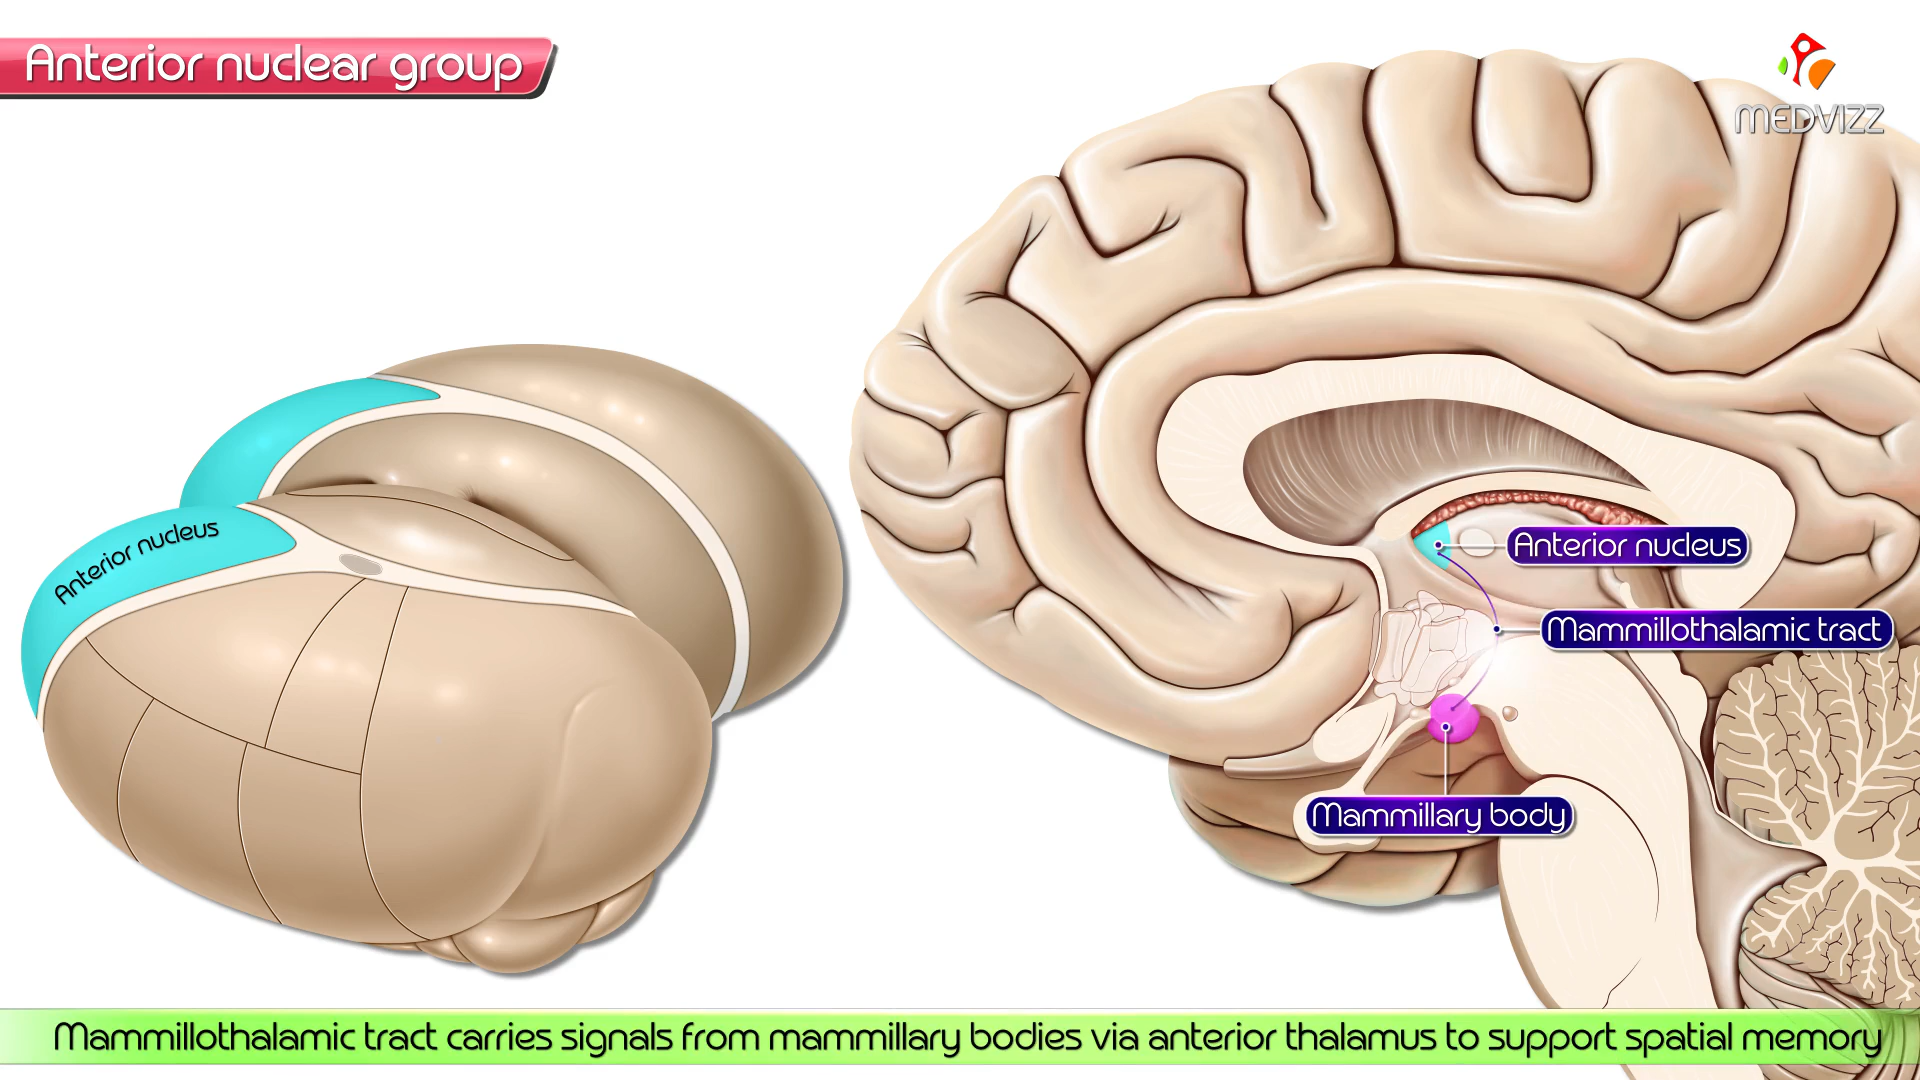 Anterior nuclear group
MEDVIZZ
Anterior nucleus
Anterior nucleus
Mammillothalamic tract
Mammillary body
Mammillothalamic tract carries signals from mammillary bodies via anterior thalamus to support spatial memory